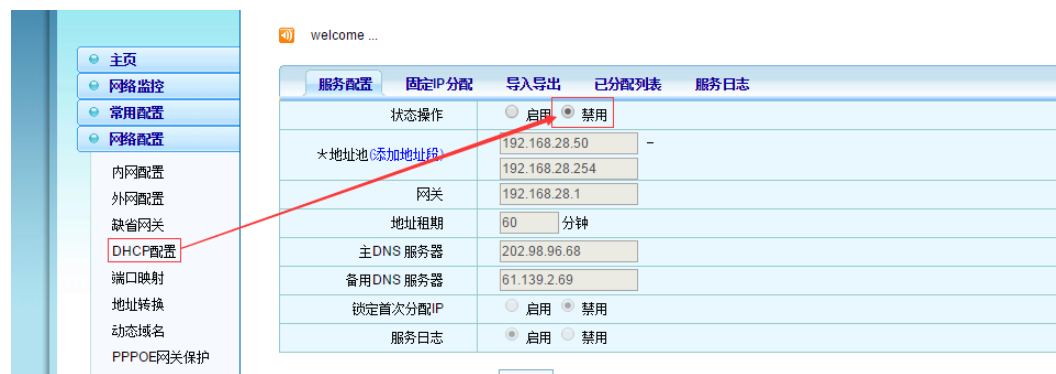 welcome ...
主页
网络监控
常用配置
网络配置
内网配置
外网配置
缺省网关
DHCP配置
端口映射
地址转换
动态域名
PPPOE网关保护
服务配置 固定IP分配 导入导出 已分配列表 服务日志
状态操作 启用 禁用
*地址池(添加地址段) 192.168.28.50 –
192.168.28.254
网关 192.168.28.1
地址租期 60 分钟
主DNS服务器 202.98.96.68
备用DNS服务器 61.139.2.69
锁定首次分配IP 启用 禁用
服务日志 启用 禁用